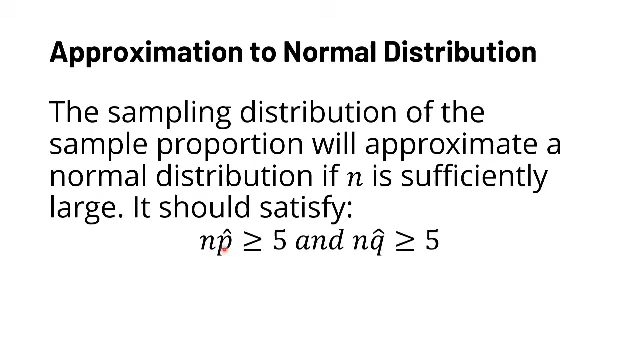 Approximation to Normal Distribution
The sampling distribution of the
sample proportion will approximate a
normal distribution if n is sufficiently
large. It should satisfy:
np̂ ≥ 5 and nq̂ ≥ 5